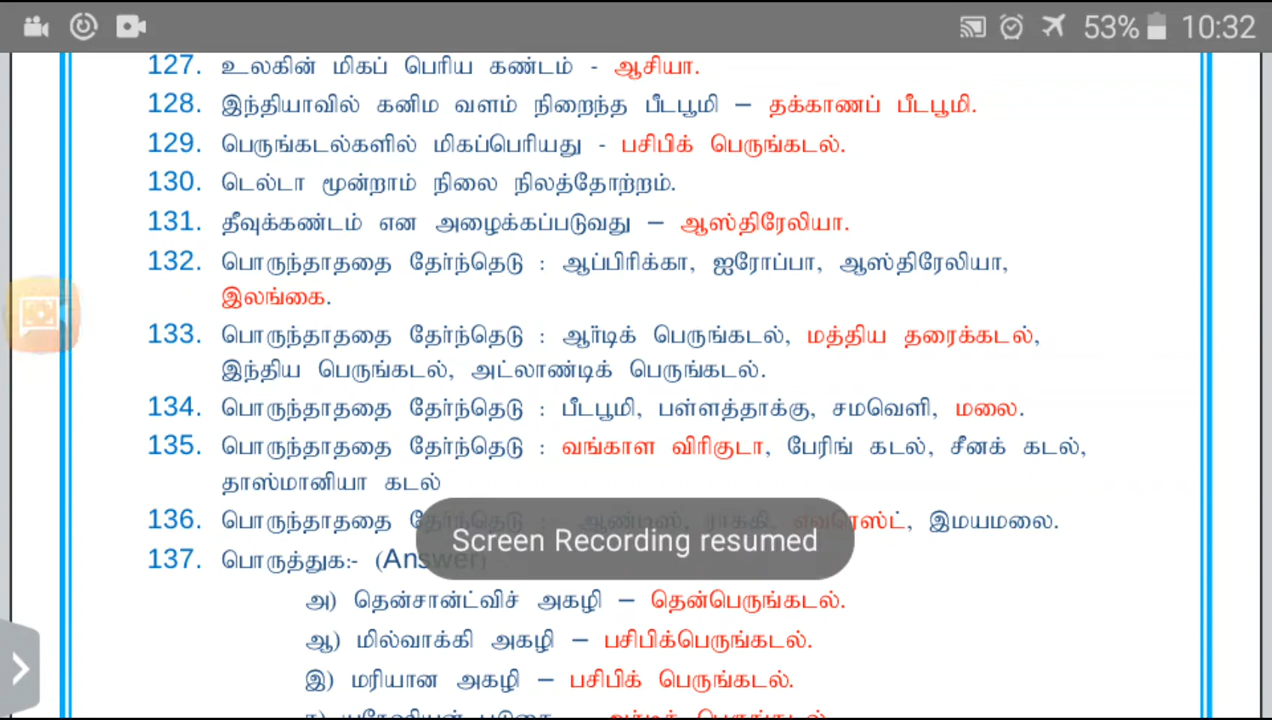 53% 10:32
127. உலகின் மிகப் பெரிய கண்டம் - ஆசியா.
128. இந்தியாவில் கனிம வளம் நிறைந்த பீடபூமி – தக்காணப் பீடபூமி.
129. பெருங்கடல்களில் மிகப்பெரியது - பசிபிக் பெருங்கடல்.
130. டெல்டா மூன்றாம் நிலை நிலத்தோற்றம்.
131. தீவுக்கண்டம் என அழைக்கப்படுவது – ஆஸ்திரேலியா.
132. பொருந்தாததை தேர்ந்தெடு : ஆப்பிரிக்கா, ஐரோப்பா, ஆஸ்திரேலியா,
இலங்கை.
133. பொருந்தாததை தேர்ந்தெடு : ஆர்டிக் பெருங்கடல், மத்திய தரைக்கடல்,
இந்திய பெருங்கடல், அட்லாண்டிக் பெருங்கடல்.
134. பொருந்தாததை தேர்ந்தெடு : பீடபூமி, பள்ளத்தாக்கு, சமவெளி, மலை.
135. பொருந்தாததை தேர்ந்தெடு : வங்காள விரிகுடா, பேரிங் கடல், சீனக் கடல்,
தாஸ்மானியா கடல்
136. பொருந்தாததை தேர்ந்தெடு : ஆண்டிஸ், ராக்கி, எவரெஸ்ட், இமயமலை.
Screen Recording resumed
137. பொருத்துக:- (Answer)
அ) தென்சான்ட்விச் அகழி – தென்பெருங்கடல்.
ஆ) மில்வாக்கி அகழி – பசிபிக்பெருங்கடல்.
இ) மரியான அகழி – பசிபிக் பெருங்கடல்.